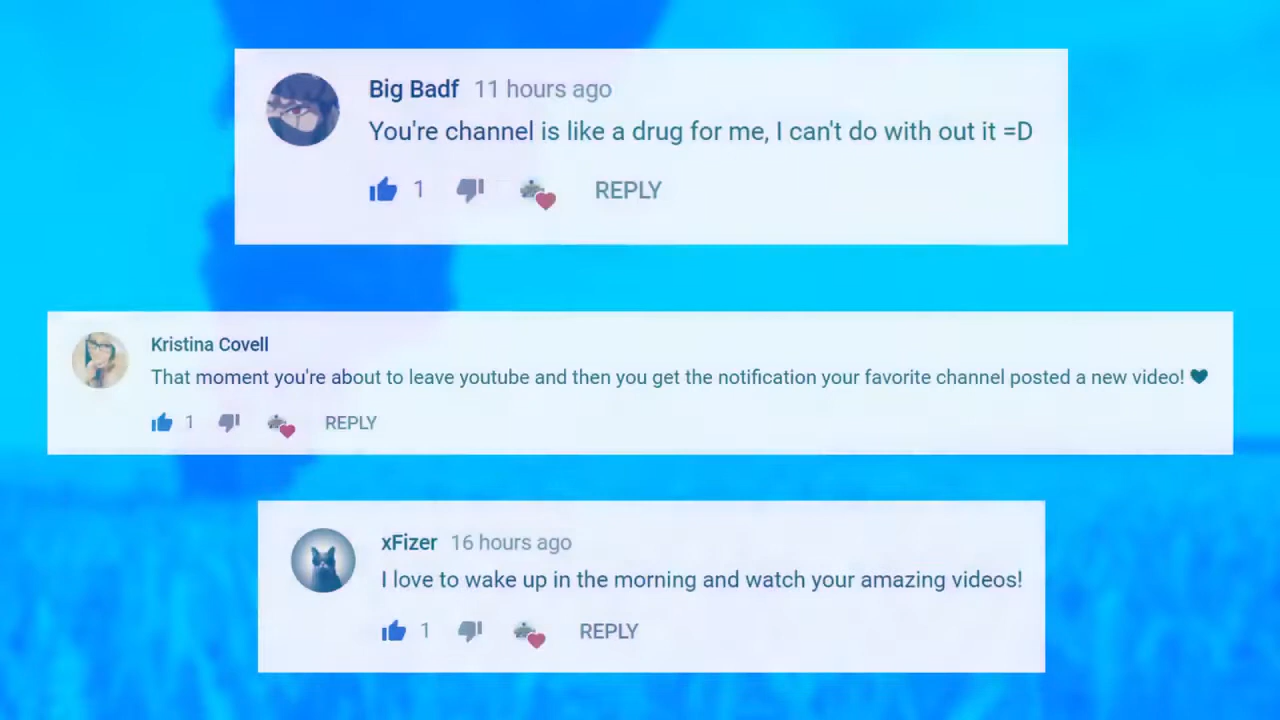 Big Badf 11 hours ago
You're channel is like a drug for me, I can't do with out it =D
1 REPLY
Kristina Covell
That moment you're about to leave youtube and then you get the notification your favorite channel posted a new video! 🖤
1 REPLY
xFizer 16 hours ago
I love to wake up in the morning and watch your amazing videos!
1 REPLY